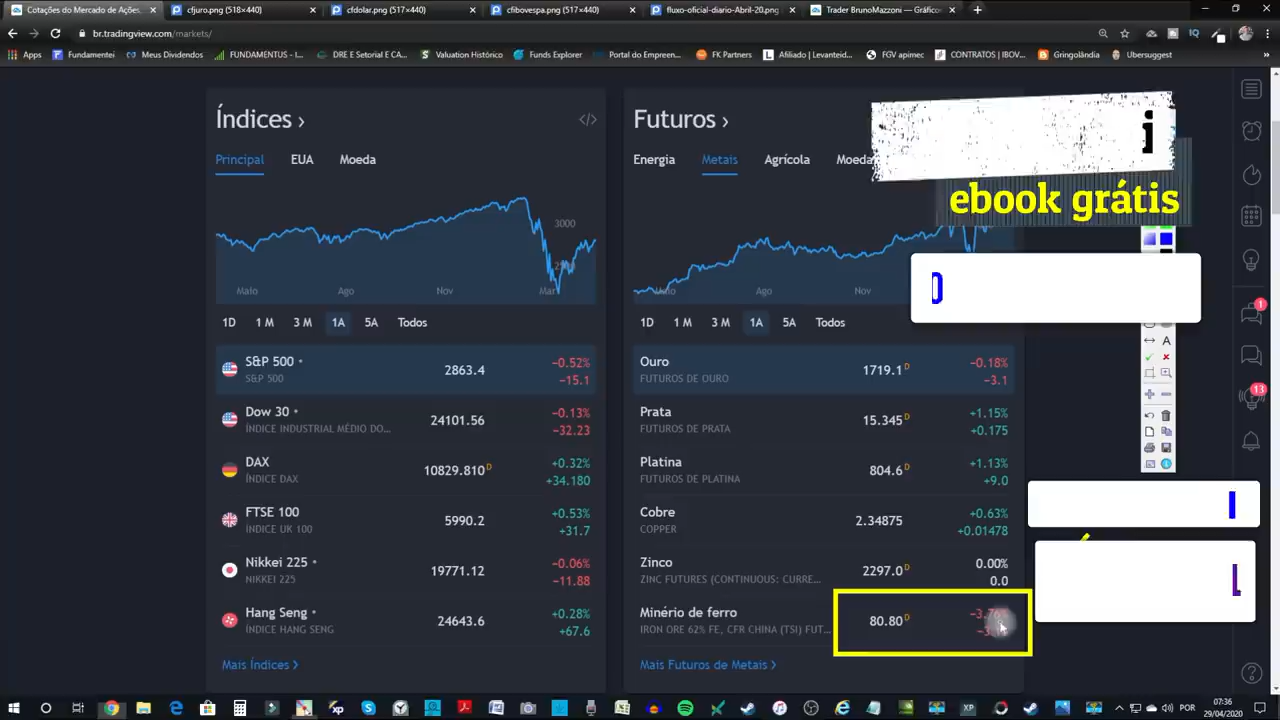 Cotações do Mercado de Ações,
cfjuro.png (518×440)
cfdolar.png (517×440)
cfibovespa.png (517×440)
fluxo-oficial-diario-Abril-20.png
Trader BrunoMazzoni — Gráfico
br.tradingview.com/markets/
Apps
Fundamentei
Meus Dividendos
FUNDAMENTUS - I...
DRE E Setorial E CA...
Valuation Histórico
Funds Explorer
Portal do Empreen...
FK Partners
Afiliado | Levanteid...
FGV apimec
CONTRATOS | IBOV...
Gringolândia
Ubersuggest
»
Índices ›
Principal
EUA
Moeda
3000
Maio
Ago
Nov
Mar
1D
1 M
3 M
1A
5A
Todos
S&P 500
S&P 500
2863.4
−0.52%
−15.1
Dow 30
ÍNDICE INDUSTRIAL MÉDIO DO...
24101.56
−0.13%
−32.23
DAX
ÍNDICE DAX
10829.810 D
+0.32%
+34.180
FTSE 100
ÍNDICE UK 100
5990.2
+0.53%
+31.7
Nikkei 225
NIKKEI 225
19771.12
−0.06%
−11.88
Hang Seng
ÍNDICE HANG SENG
24643.6
+0.28%
+67.6
Mais Índices ›
Futuros ›
Energia
Metais
Agrícola
Moeda
Maio
Ago
Nov
1D
1 M
3 M
1A
5A
Todos
Ouro
FUTUROS DE OURO
1719.1 D
−0.18%
−3.1
Prata
FUTUROS DE PRATA
15.345 D
+1.15%
+0.175
Platina
FUTUROS DE PLATINA
804.6 D
+1.13%
+9.0
Cobre
COPPER
2.34875
+0.63%
+0.01478
Zinco
ZINC FUTURES (CONTINUOUS: CURRE...
2297.0 D
0.00%
0.0
Minério de ferro
IRON ORE 62% FE, CFR CHINA (TSI) FUT...
80.80 D
Mais Futuros de Metais ›
i
ebook grátis
A
1
13
POR
07:36
29/04/2020